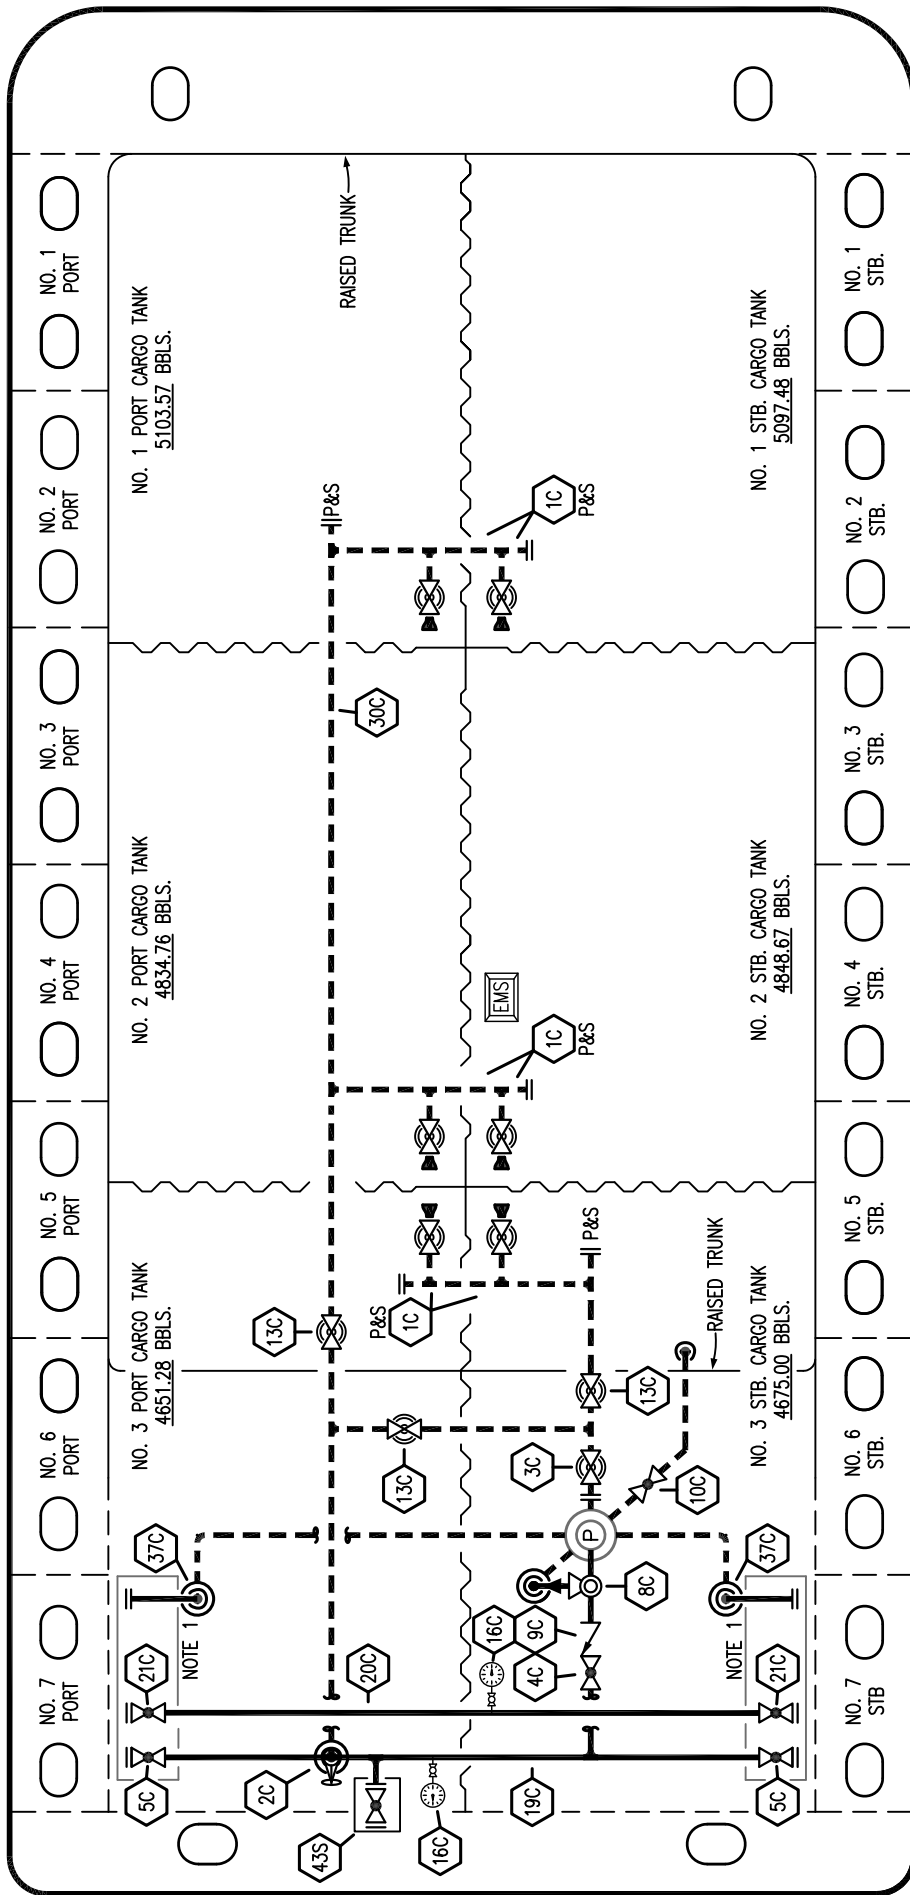 NO. 1
PORT
NO. 2
PORT
NO. 3
PORT
NO. 4
PORT
NO. 5
PORT
NO. 6
PORT
NO. 7
PORT
RAISED TRUNK
NO. 1 PORT CARGO TANK
5103.57 BBLS.
NO. 2 PORT CARGO TANK
4834.76 BBLS.
NO. 3 PORT CARGO TANK
4651.28 BBLS.
P&S
1C
P&S
30C
EMS
1C
P&S
13C
P&S
1C
P&S
13C
13C
3C
10C
P
RAISED TRUNK
37C
37C
8C
9C
16C
4C
NOTE 1
NOTE 1
21C
20C
21C
5C
2C
43S
16C
19C
5C
NO. 1 STB. CARGO TANK
5097.48 BBLS.
NO. 2 STB. CARGO TANK
4848.67 BBLS.
NO. 3 STB. CARGO TANK
4675.00 BBLS.
NO. 1
STB.
NO. 2
STB.
NO. 3
STB.
NO. 4
STB.
NO. 5
STB.
NO. 6
STB.
NO. 7
STB